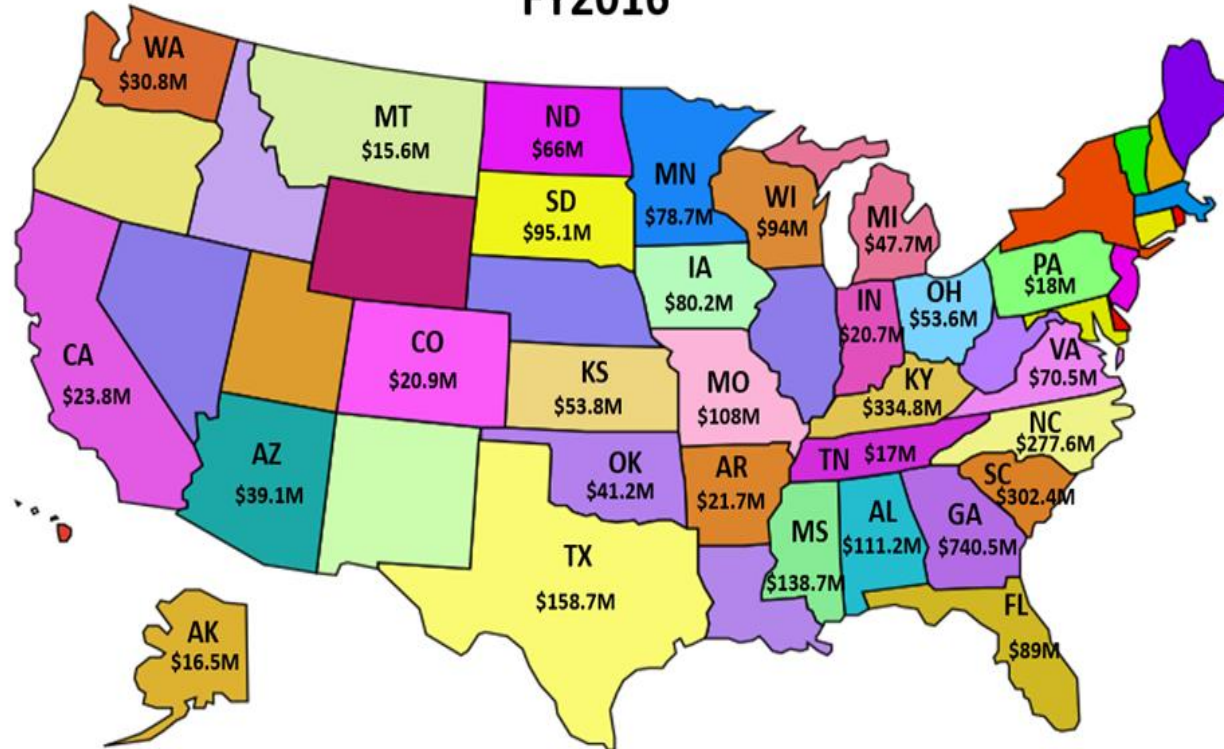 FY2016
WA
$30.8M
MT
$15.6M
ND
$66M
MN
$78.7M
SD
$95.1M
WI
$94M
MI
$47.7M
IA
$80.2M
PA
$18M
IN
$20.7M
OH
$53.6M
CA
$23.8M
CO
$20.9M
KS
$53.8M
MO
$108M
KY
$334.8M
VA
$70.5M
NC
$277.6M
TN $17M
AZ
$39.1M
OK
$41.2M
AR
$21.7M
SC
$302.4M
MS
$138.7M
AL
$111.2M
GA
$740.5M
TX
$158.7M
FL
$89M
AK
$16.5M